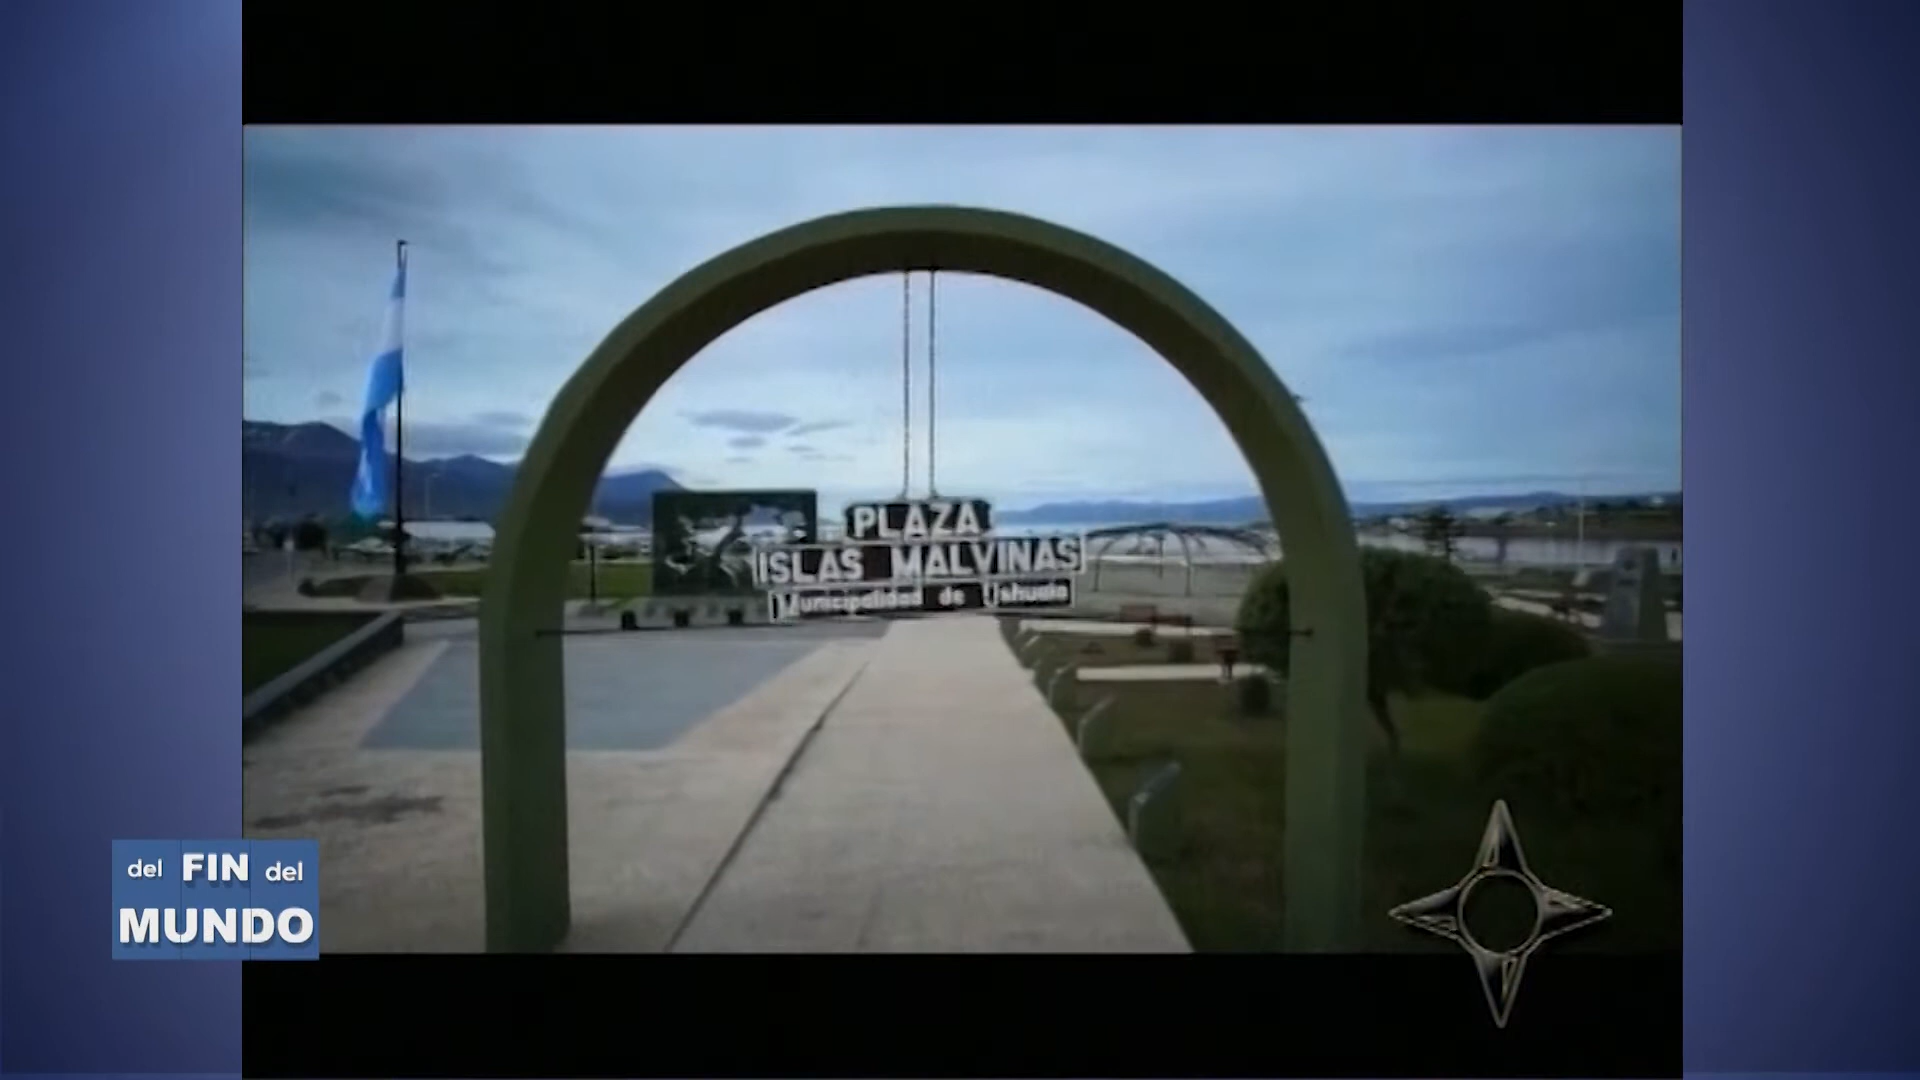 PLAZA
ISLAS MALVINAS
Municipalidad de Ushuaia
del FIN del
MUNDO